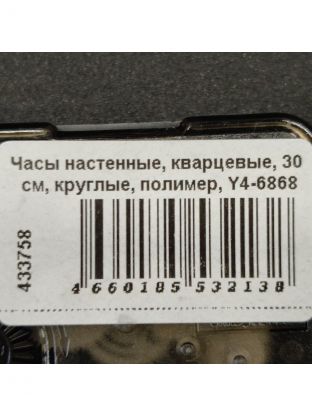 Часы настенные, кварцевые, 30
см, круглые, полимер, Y4-6868
433758
4 660185 532138